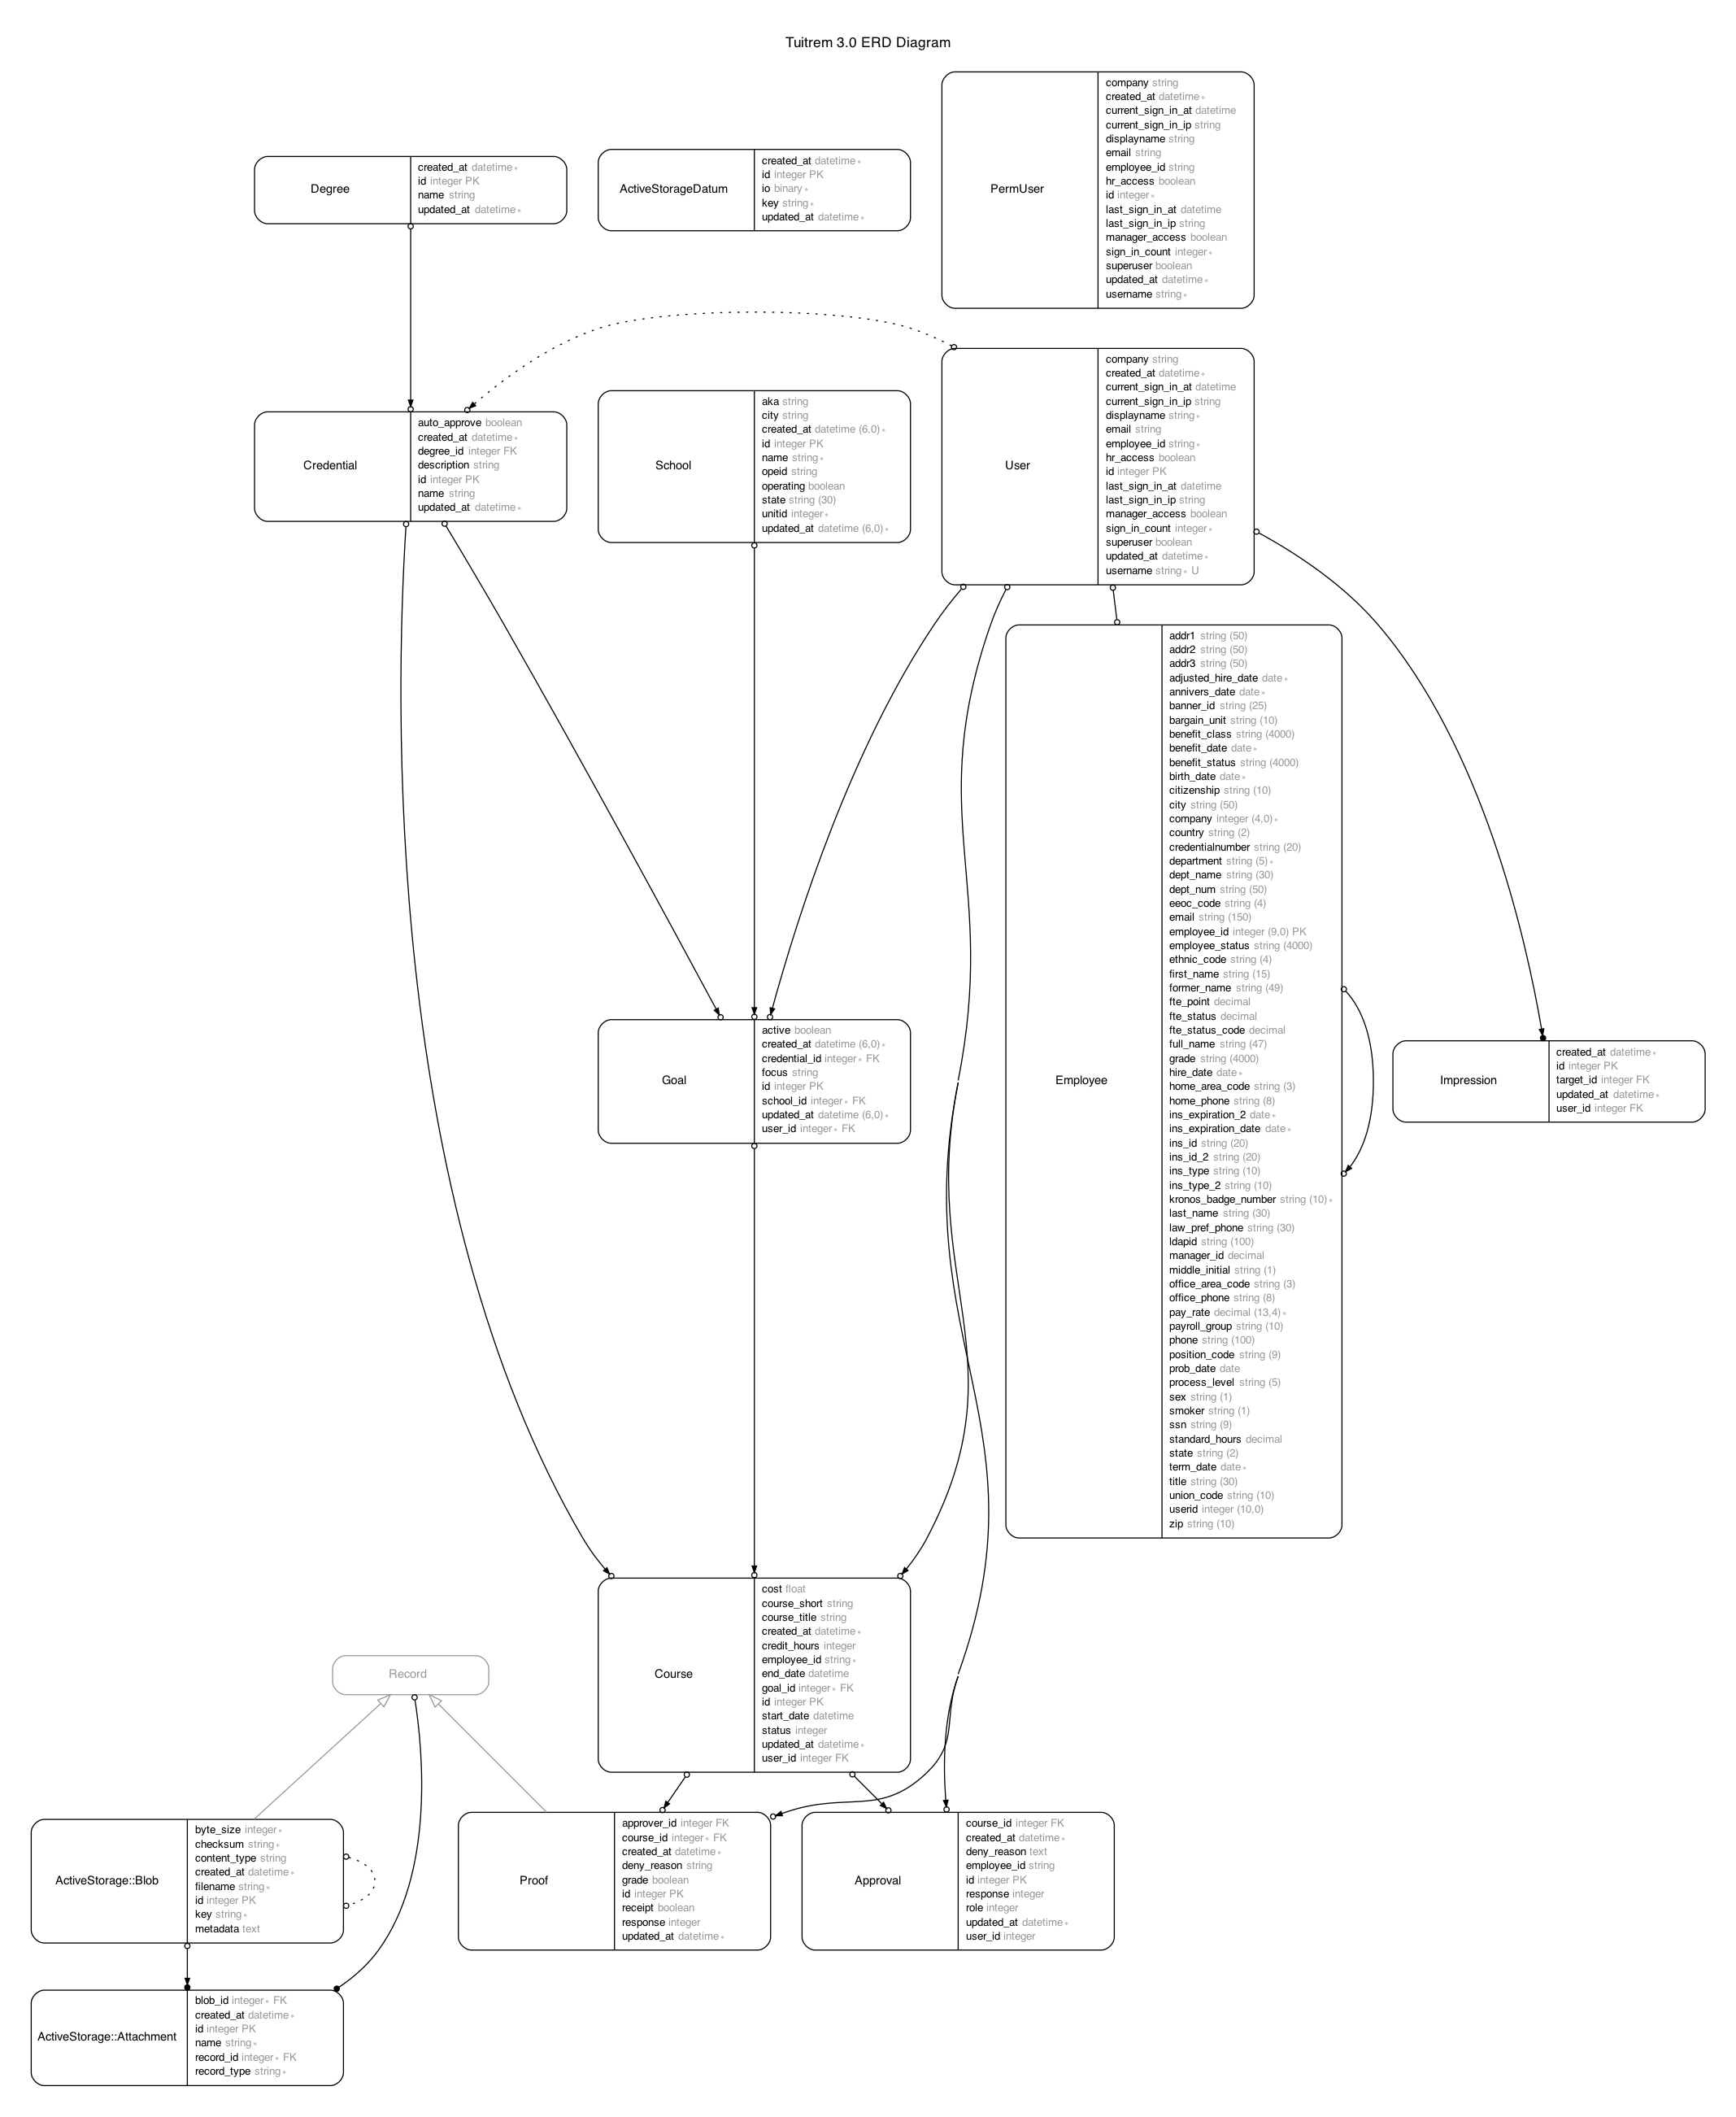 Tuitrem 3.0 ERD Diagram
PermUser
company string
created_at datetime ∗
current_sign_in_at datetime
current_sign_in_ip string
displayname string
email string
employee_id string
hr_access boolean
id integer ∗
last_sign_in_at datetime
last_sign_in_ip string
manager_access boolean
sign_in_count integer ∗
superuser boolean
updated_at datetime ∗
username string ∗
Degree
created_at datetime ∗
id integer PK
name string
updated_at datetime ∗
ActiveStorageDatum
created_at datetime ∗
id integer PK
io binary ∗
key string ∗
updated_at datetime ∗
Credential
auto_approve boolean
created_at datetime ∗
degree_id integer FK
description string
id integer PK
name string
updated_at datetime ∗
School
aka string
city string
created_at datetime (6,0) ∗
id integer PK
name string ∗
opeid string
operating boolean
state string (30)
unitid integer ∗
updated_at datetime (6,0) ∗
User
company string
created_at datetime ∗
current_sign_in_at datetime
current_sign_in_ip string
displayname string ∗
email string
employee_id string ∗
hr_access boolean
id integer PK
last_sign_in_at datetime
last_sign_in_ip string
manager_access boolean
sign_in_count integer ∗
superuser boolean
updated_at datetime ∗
username string ∗ U
Employee
addr1 string (50)
addr2 string (50)
addr3 string (50)
adjusted_hire_date date ∗
annivers_date date ∗
banner_id string (25)
bargain_unit string (10)
benefit_class string (4000)
benefit_date date ∗
benefit_status string (4000)
birth_date date ∗
citizenship string (10)
city string (50)
company integer (4,0) ∗
country string (2)
credentialnumber string (20)
department string (5) ∗
dept_name string (30)
dept_num string (50)
eeoc_code string (4)
email string (150)
employee_id integer (9,0) PK
employee_status string (4000)
ethnic_code string (4)
first_name string (15)
former_name string (49)
fte_point decimal
fte_status decimal
fte_status_code decimal
full_name string (47)
grade string (4000)
hire_date date ∗
home_area_code string (3)
home_phone string (8)
ins_expiration_2 date ∗
ins_expiration_date date ∗
ins_id string (20)
ins_id_2 string (20)
ins_type string (10)
ins_type_2 string (10)
kronos_badge_number string (10) ∗
last_name string (30)
law_pref_phone string (30)
ldapid string (100)
manager_id decimal
middle_initial string (1)
office_area_code string (3)
office_phone string (8)
pay_rate decimal (13,4) ∗
payroll_group string (10)
phone string (100)
position_code string (9)
prob_date date
process_level string (5)
sex string (1)
smoker string (1)
ssn string (9)
standard_hours decimal
state string (2)
term_date date ∗
title string (30)
union_code string (10)
userid integer (10,0)
zip string (10)
Goal
active boolean
created_at datetime (6,0) ∗
credential_id integer ∗ FK
focus string
id integer PK
school_id integer ∗ FK
updated_at datetime (6,0) ∗
user_id integer ∗ FK
Impression
created_at datetime ∗
id integer PK
target_id integer FK
updated_at datetime ∗
user_id integer FK
Course
cost float
course_short string
course_title string
created_at datetime ∗
credit_hours integer
employee_id string ∗
end_date datetime
goal_id integer ∗ FK
id integer PK
start_date datetime
status integer
updated_at datetime ∗
user_id integer FK
Record
ActiveStorage::Blob
byte_size integer ∗
checksum string ∗
content_type string
created_at datetime ∗
filename string ∗
id integer PK
key string ∗
metadata text
Proof
approver_id integer FK
course_id integer ∗ FK
created_at datetime ∗
deny_reason string
grade boolean
id integer PK
receipt boolean
response integer
updated_at datetime ∗
Approval
course_id integer FK
created_at datetime ∗
deny_reason text
employee_id string
id integer PK
response integer
role integer
updated_at datetime ∗
user_id integer
ActiveStorage::Attachment
blob_id integer ∗ FK
created_at datetime ∗
id integer PK
name string ∗
record_id integer ∗ FK
record_type string ∗